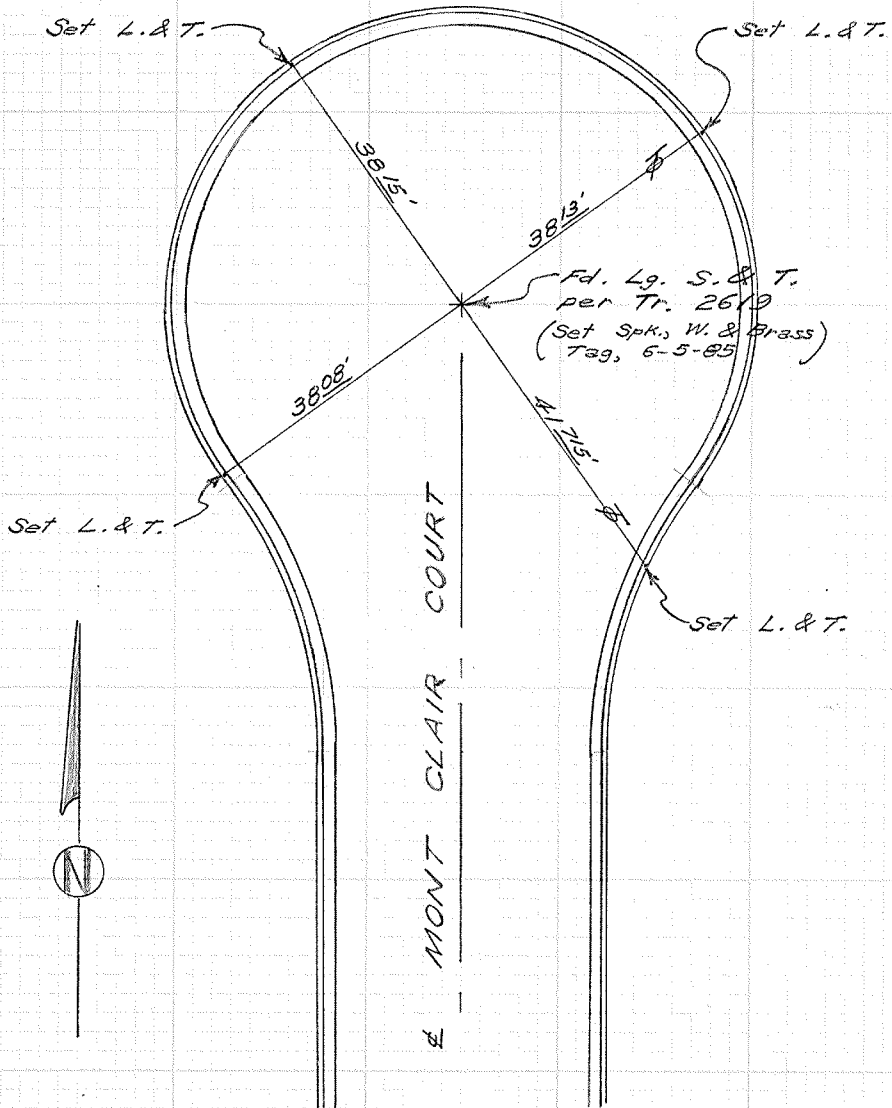 Set L. & T.
Set L. & T.
38 15'
38 13'
Fd. Lg. S. & T.
per Tr. 2619
(Set Spk., W. & Brass
Tag, 6-5-85)
38 08'
41 715'
Set L. & T.
Set L. & T.
℄ MONT CLAIR COURT
N